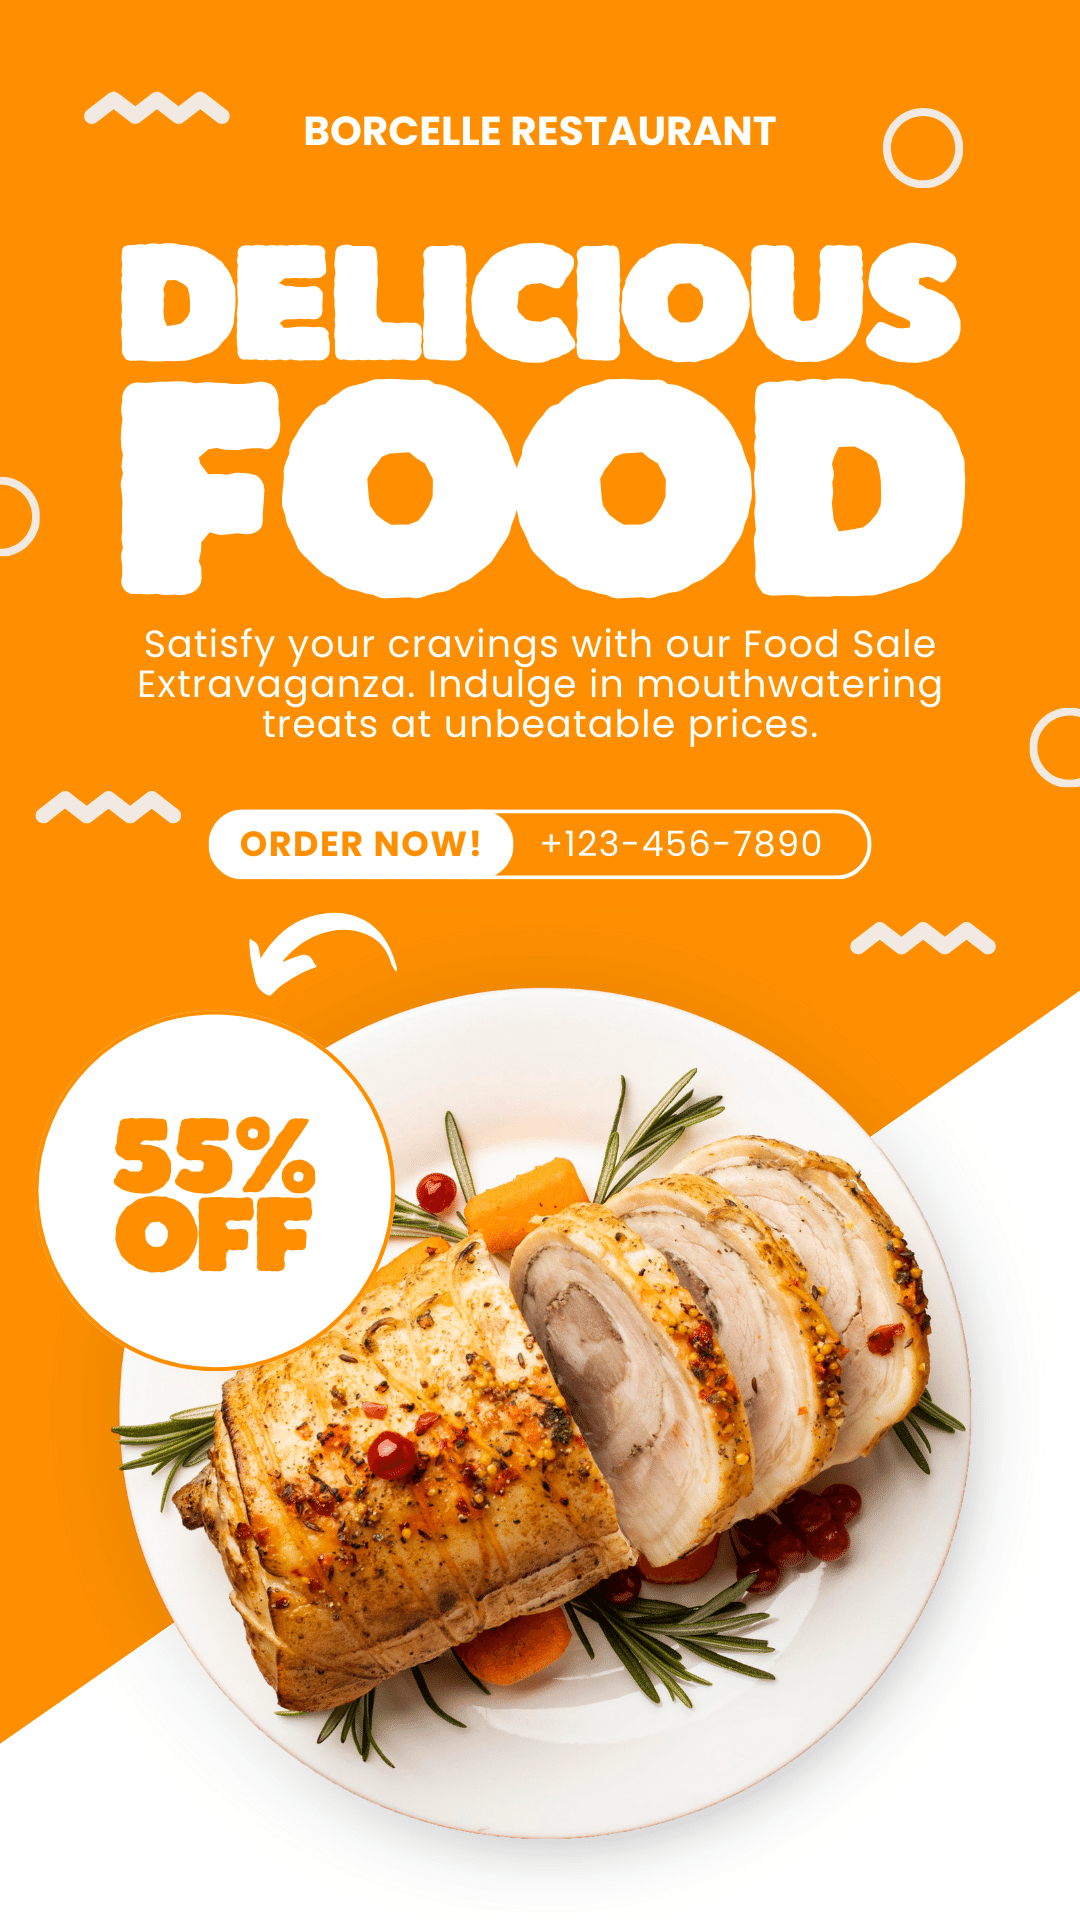 BORCELLE RESTAURANT
DELICIOUS
FOOD
Satisfy your cravings with our Food Sale
Extravaganza. Indulge in mouthwatering
treats at unbeatable prices.
ORDER NOW! +123-456-7890
55%
OFF